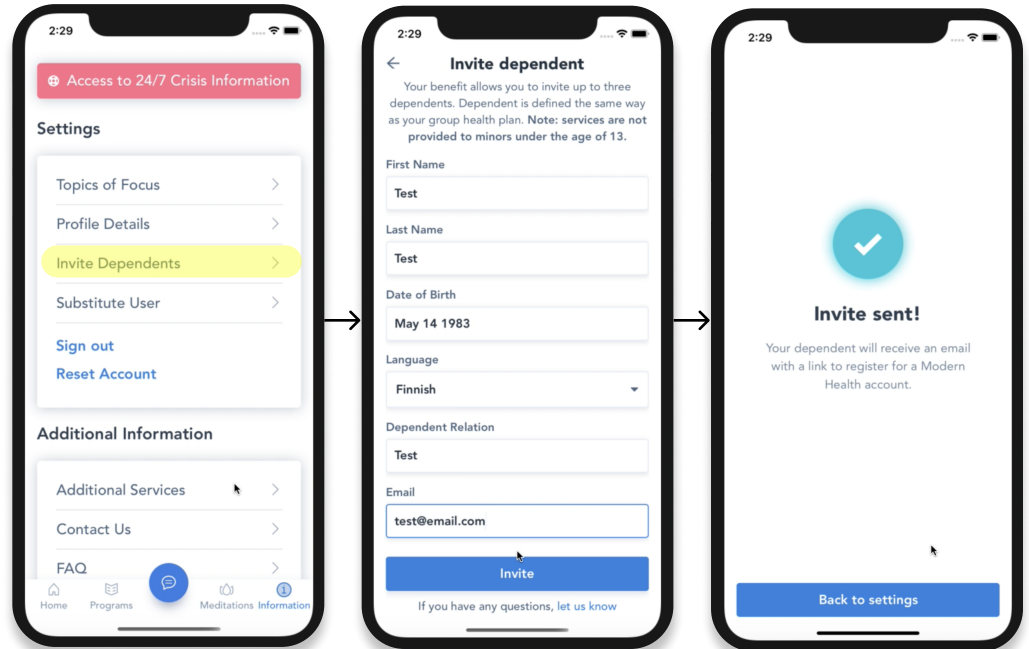 2:29
Access to 24/7 Crisis Information
Settings
Topics of Focus
Profile Details
Invite Dependents
Substitute User
Sign out
Reset Account
Additional Information
Additional Services
Contact Us
FAQ
Home
Programs
Meditations
1
Information
2:29
Invite dependent
Your benefit allows you to invite up to three
dependents. Dependent is defined the same way
as your group health plan. Note: services are not
provided to minors under the age of 13.
First Name
Test
Last Name
Test
Date of Birth
May 14 1983
Language
Finnish
Dependent Relation
Test
Email
test@email.com
Invite
If you have any questions, let us know
2:29
Invite sent!
Your dependent will receive an email
with a link to register for a Modern
Health account.
Back to settings